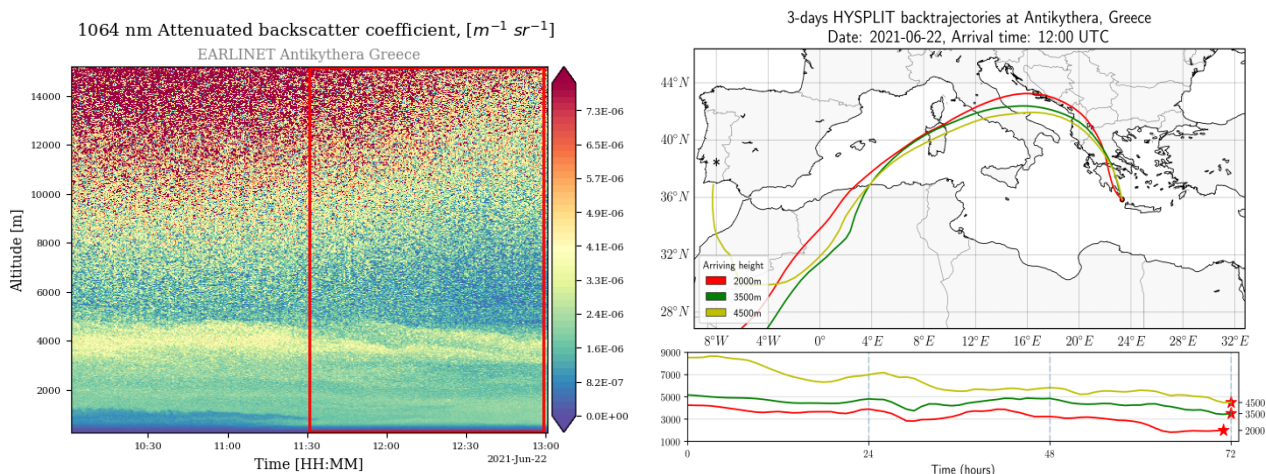 1064 nm Attenuated backscatter coefficient, [m⁻¹ sr⁻¹]
EARLINET Antikythera Greece
Altitude [m]
14000
12000
10000
8000
6000
4000
2000
10:30
11:00
11:30
12:00
12:30
13:00
2021-Jun-22
Time [HH:MM]
7.3E-06
6.5E-06
5.7E-06
4.9E-06
4.1E-06
3.3E-06
2.4E-06
1.6E-06
8.2E-07
0.0E+00
3-days HYSPLIT backtrajectories at Antikythera, Greece
Date: 2021-06-22, Arrival time: 12:00 UTC
44°N
40°N
36°N
32°N
28°N
Arriving height
2000m
3500m
4500m
8°W
4°W
0°
4°E
8°E
12°E
16°E
20°E
24°E
28°E
32°E
9000
7000
5000
3000
1000
4500
3500
2000
0
24
48
72
Time (hours)